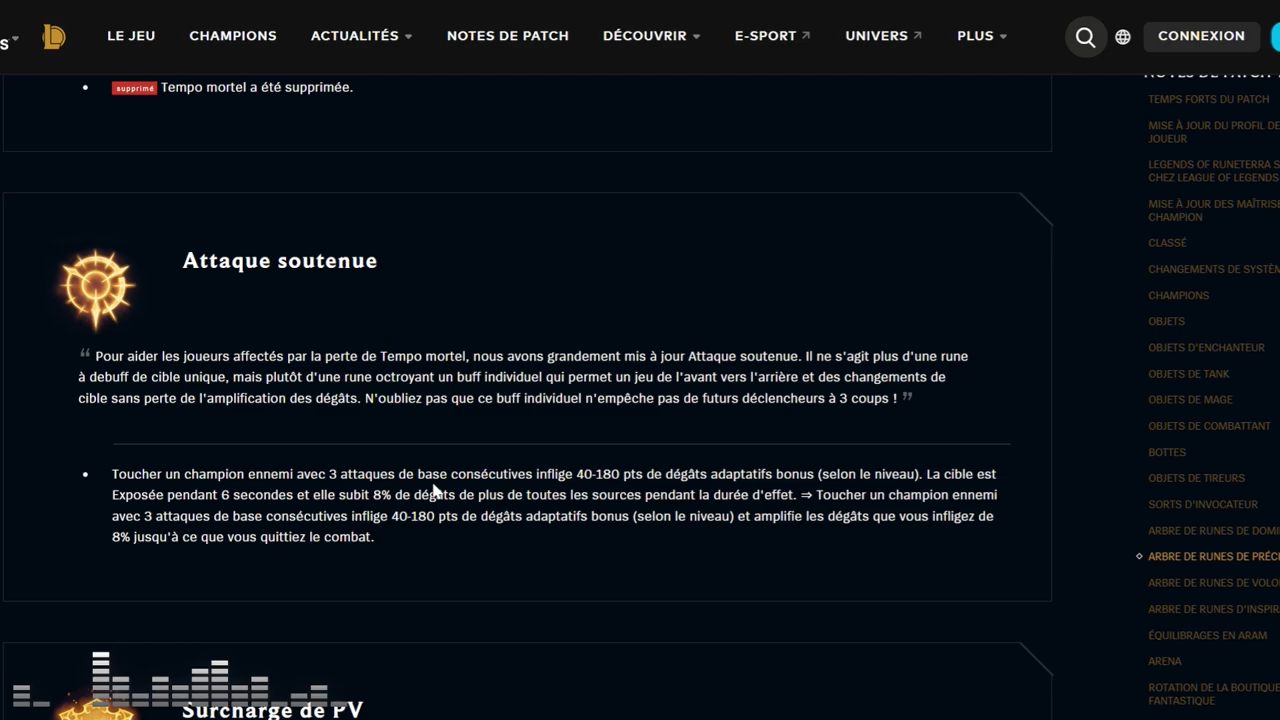 S
LE JEU
CHAMPIONS
ACTUALITÉS
NOTES DE PATCH
DÉCOUVRIR
E-SPORT
UNIVERS
PLUS
CONNEXION
supprimé Tempo mortel a été supprimée.
Attaque soutenue
“ Pour aider les joueurs affectés par la perte de Tempo mortel, nous avons grandement mis à jour Attaque soutenue. Il ne s'agit plus d'une rune
à debuff de cible unique, mais plutôt d'une rune octroyant un buff individuel qui permet un jeu de l'avant vers l'arrière et des changements de
cible sans perte de l'amplification des dégâts. N'oubliez pas que ce buff individuel n'empêche pas de futurs déclencheurs à 3 coups ! ”
Toucher un champion ennemi avec 3 attaques de base consécutives inflige 40-180 pts de dégâts adaptatifs bonus (selon le niveau). La cible est
Exposée pendant 6 secondes et elle subit 8% de dégâts de plus de toutes les sources pendant la durée d'effet. ⇒ Toucher un champion ennemi
avec 3 attaques de base consécutives inflige 40-180 pts de dégâts adaptatifs bonus (selon le niveau) et amplifie les dégâts que vous infligez de
8% jusqu'à ce que vous quittiez le combat.
Surcharge de PV
NOTES DE PATCH
TEMPS FORTS DU PATCH
MISE À JOUR DU PROFIL DE
JOUEUR
LEGENDS OF RUNETERRA S
CHEZ LEAGUE OF LEGENDS
MISE À JOUR DES MAÎTRISE
CHAMPION
CLASSÉ
CHANGEMENTS DE SYSTÈM
CHAMPIONS
OBJETS
OBJETS D'ENCHANTEUR
OBJETS DE TANK
OBJETS DE MAGE
OBJETS DE COMBATTANT
BOTTES
OBJETS DE TIREURS
SORTS D'INVOCATEUR
ARBRE DE RUNES DE DOMI
ARBRE DE RUNES DE PRÉCI
ARBRE DE RUNES DE VOLO
ARBRE DE RUNES D'INSPIR
ÉQUILIBRAGES EN ARAM
ARENA
ROTATION DE LA BOUTIQUE
FANTASTIQUE